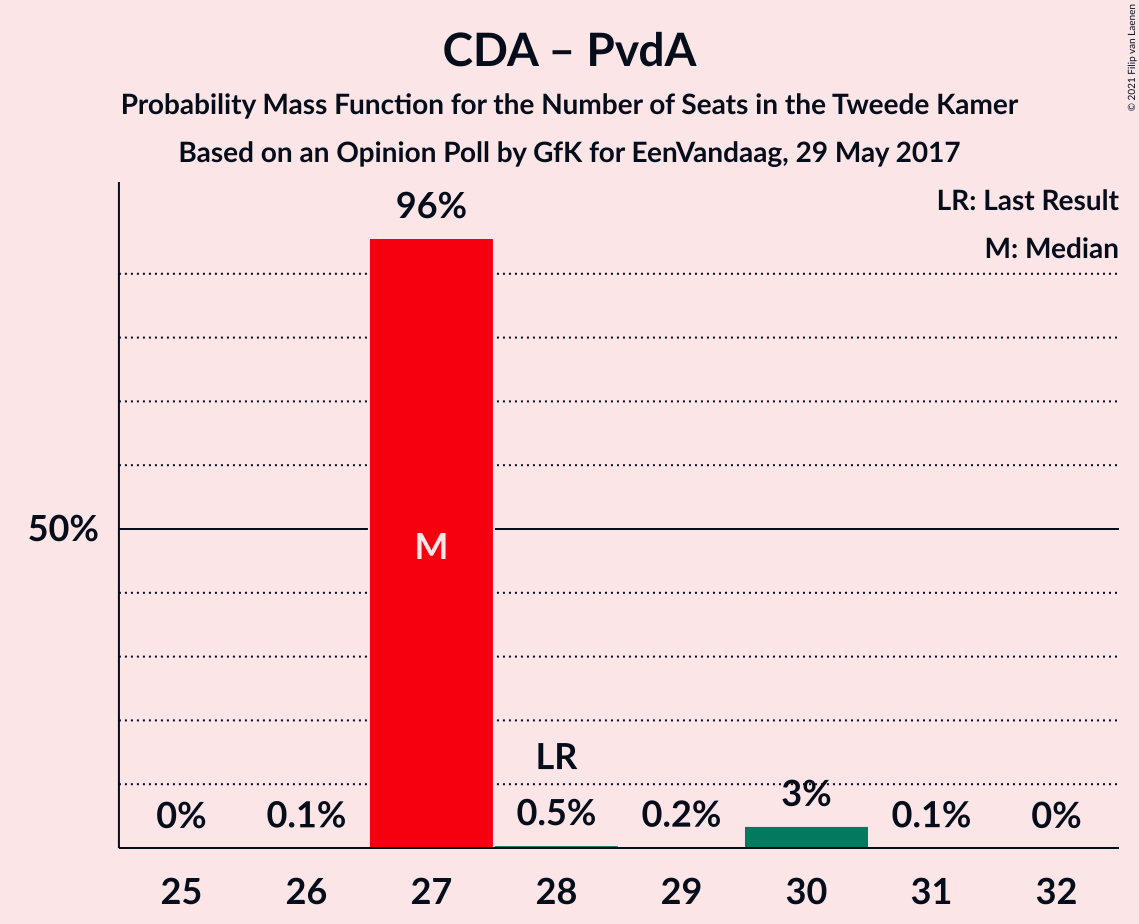 CDA – PvdA
Probability Mass Function for the Number of Seats in the Tweede Kamer
Based on an Opinion Poll by GfK for EenVandaag, 29 May 2017
© 2021 Filip van Laenen
LR: Last Result
M: Median
96%
50%
M
LR
0%
0.1%
0.5%
0.2%
3%
0.1%
0%
25
26
27
28
29
30
31
32